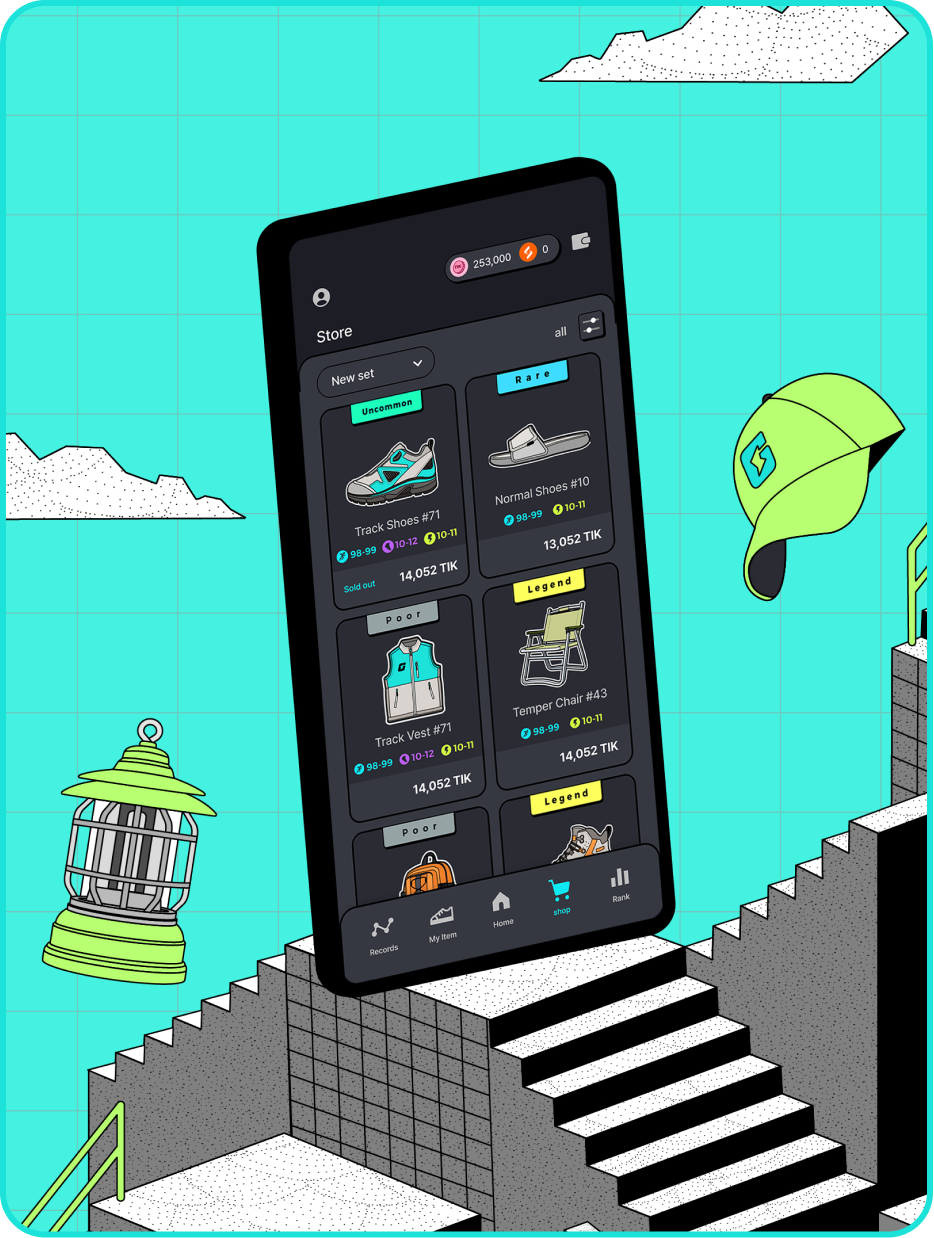 253,000 0
Store
all
New set
Uncommon
Track Shoes #71
98-99 10-12 10-11
Sold out 14,052 TIK
Rare
Normal Shoes #10
98-99 10-11
13,052 TIK
Poor
Track Vest #71
98-99 10-12 10-11
14,052 TIK
Legend
Temper Chair #43
98-99 10-11
14,052 TIK
Poor
Legend
Records
My Item
Home
shop
Rank